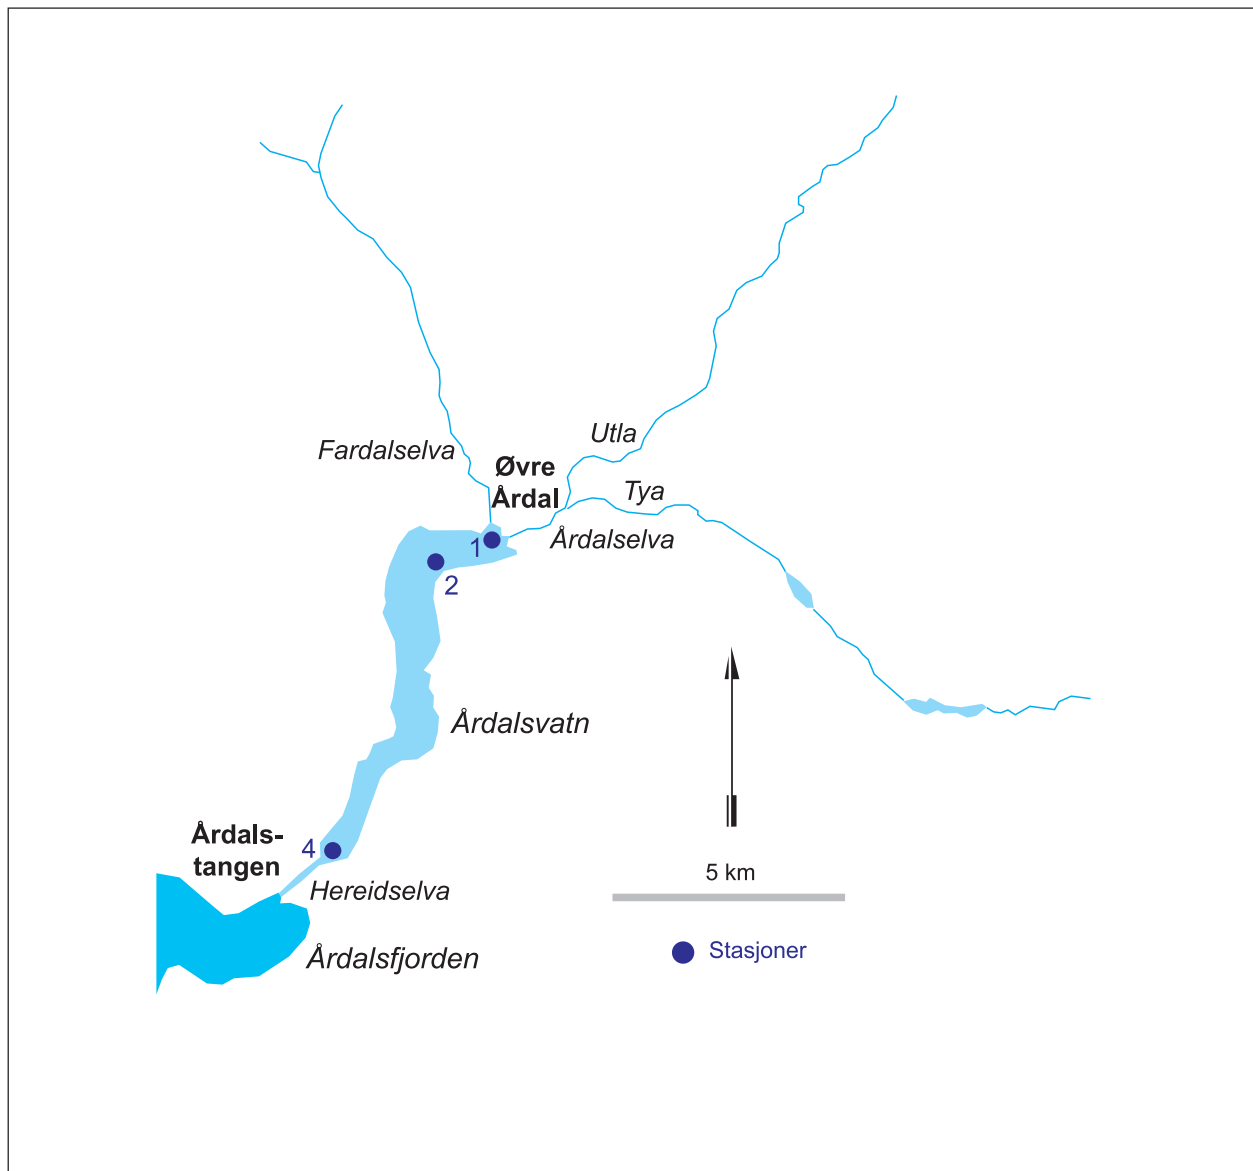 Utla
Fardalselva
Øvre
Årdal
Tya
Årdalselva
1
2
Årdalsvatn
Årdals-
tangen
4
Hereidselva
Årdalsfjorden
5 km
Stasjoner